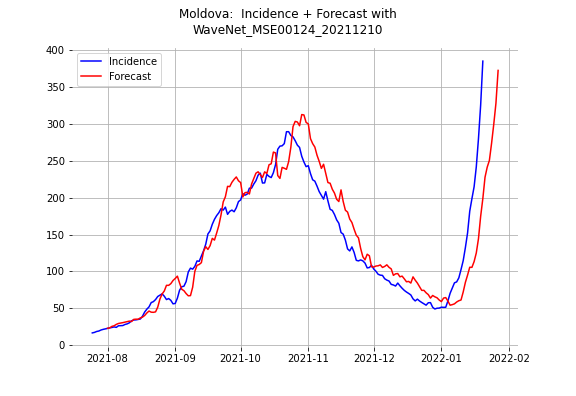 Moldova:  Incidence + Forecast with
WaveNet_MSE00124_20211210
400
350
300
250
200
150
100
50
0
Incidence
Forecast
2021-08 2021-09 2021-10 2021-11 2021-12 2022-01 2022-02